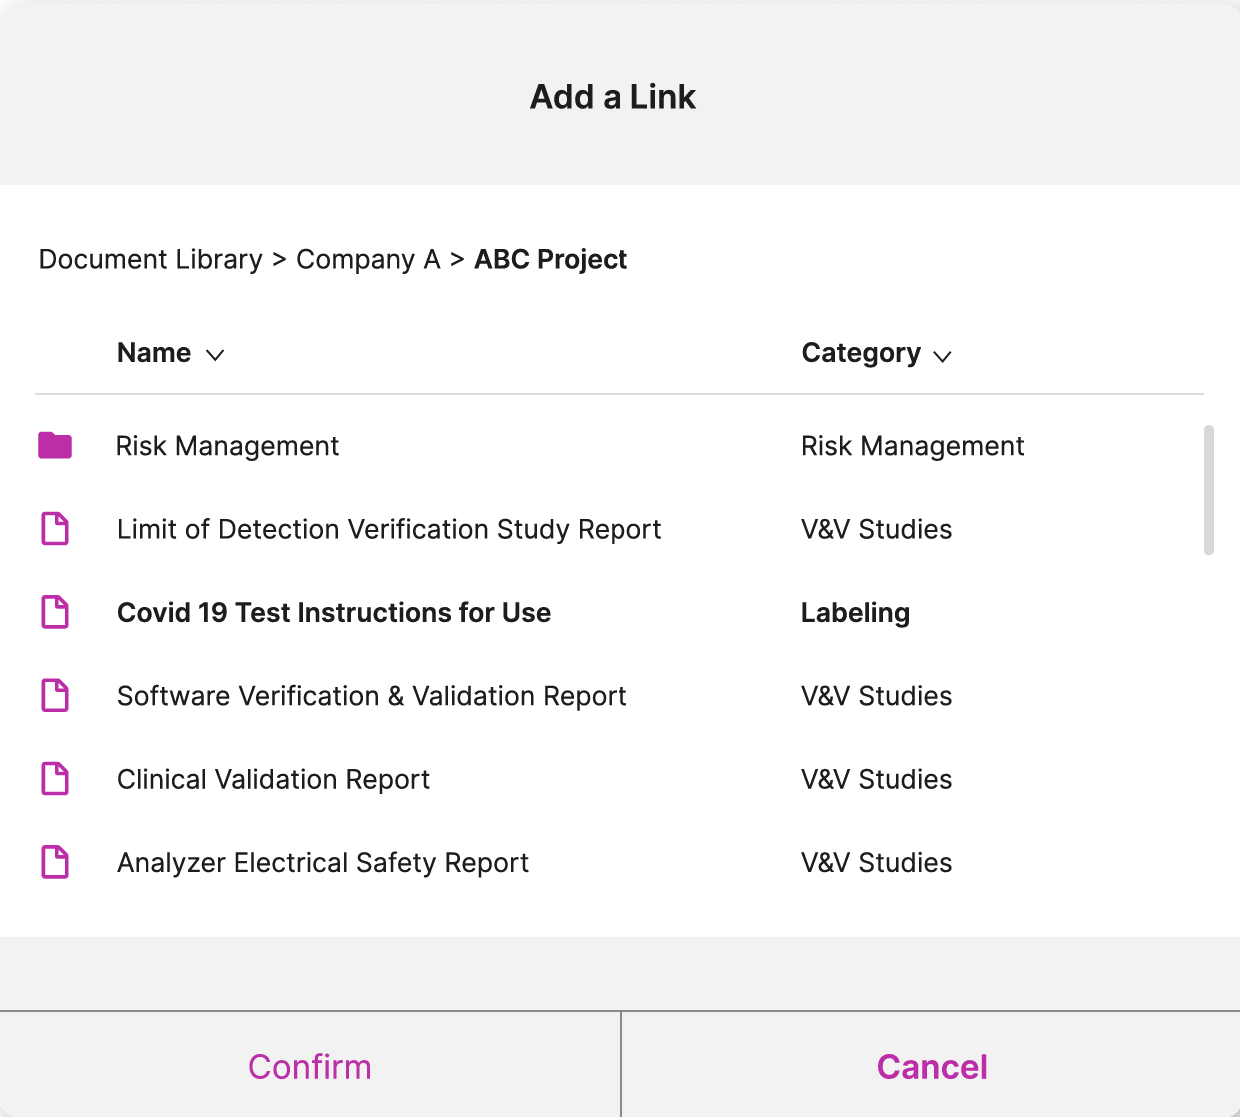 Add a Link
Document Library > Company A > ABC Project
Name Category
Risk Management Risk Management
Limit of Detection Verification Study Report V&V Studies
Covid 19 Test Instructions for Use Labeling
Software Verification & Validation Report V&V Studies
Clinical Validation Report V&V Studies
Analyzer Electrical Safety Report V&V Studies
Confirm Cancel